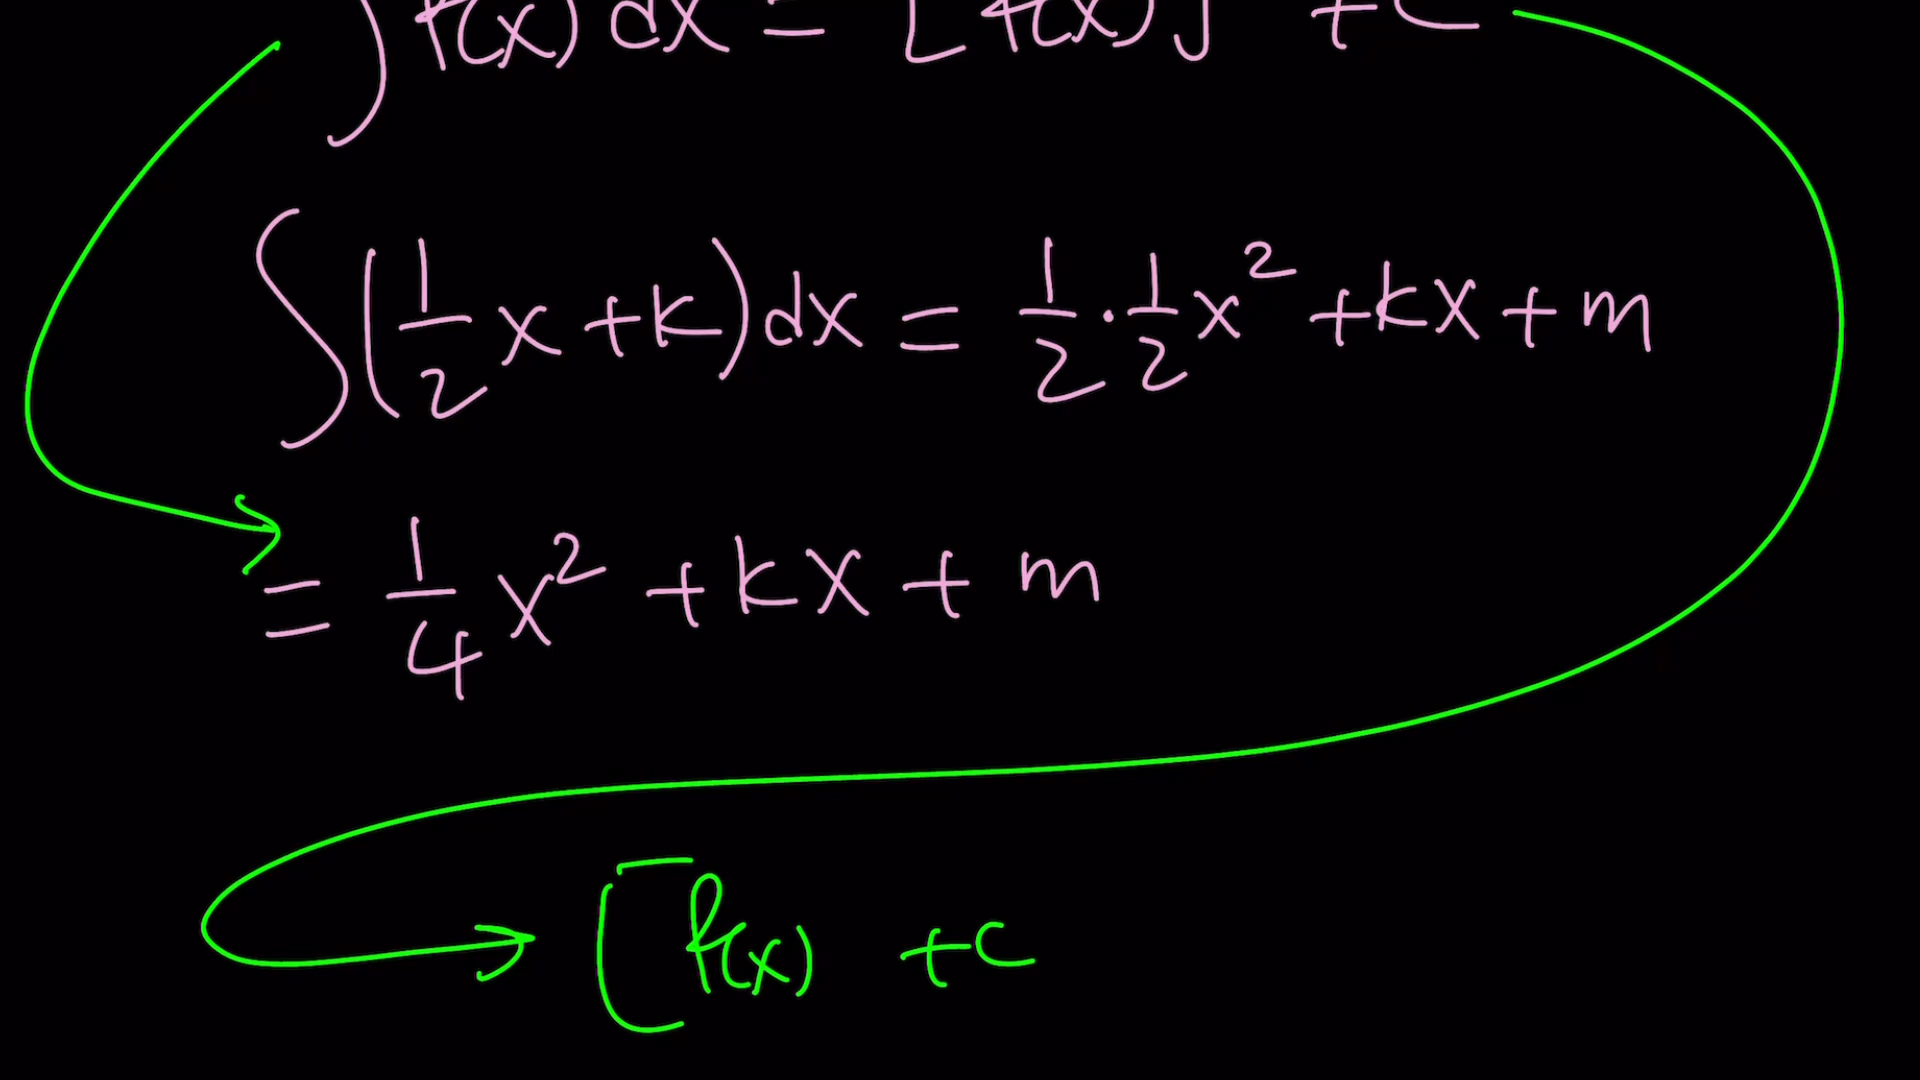 ∫ f(x) dx = [f(x)] + C
∫ (1/2 x + k) dx = 1/2 · 1/2 x² + kx + m
= 1/4 x² + kx + m
[f(x) + c